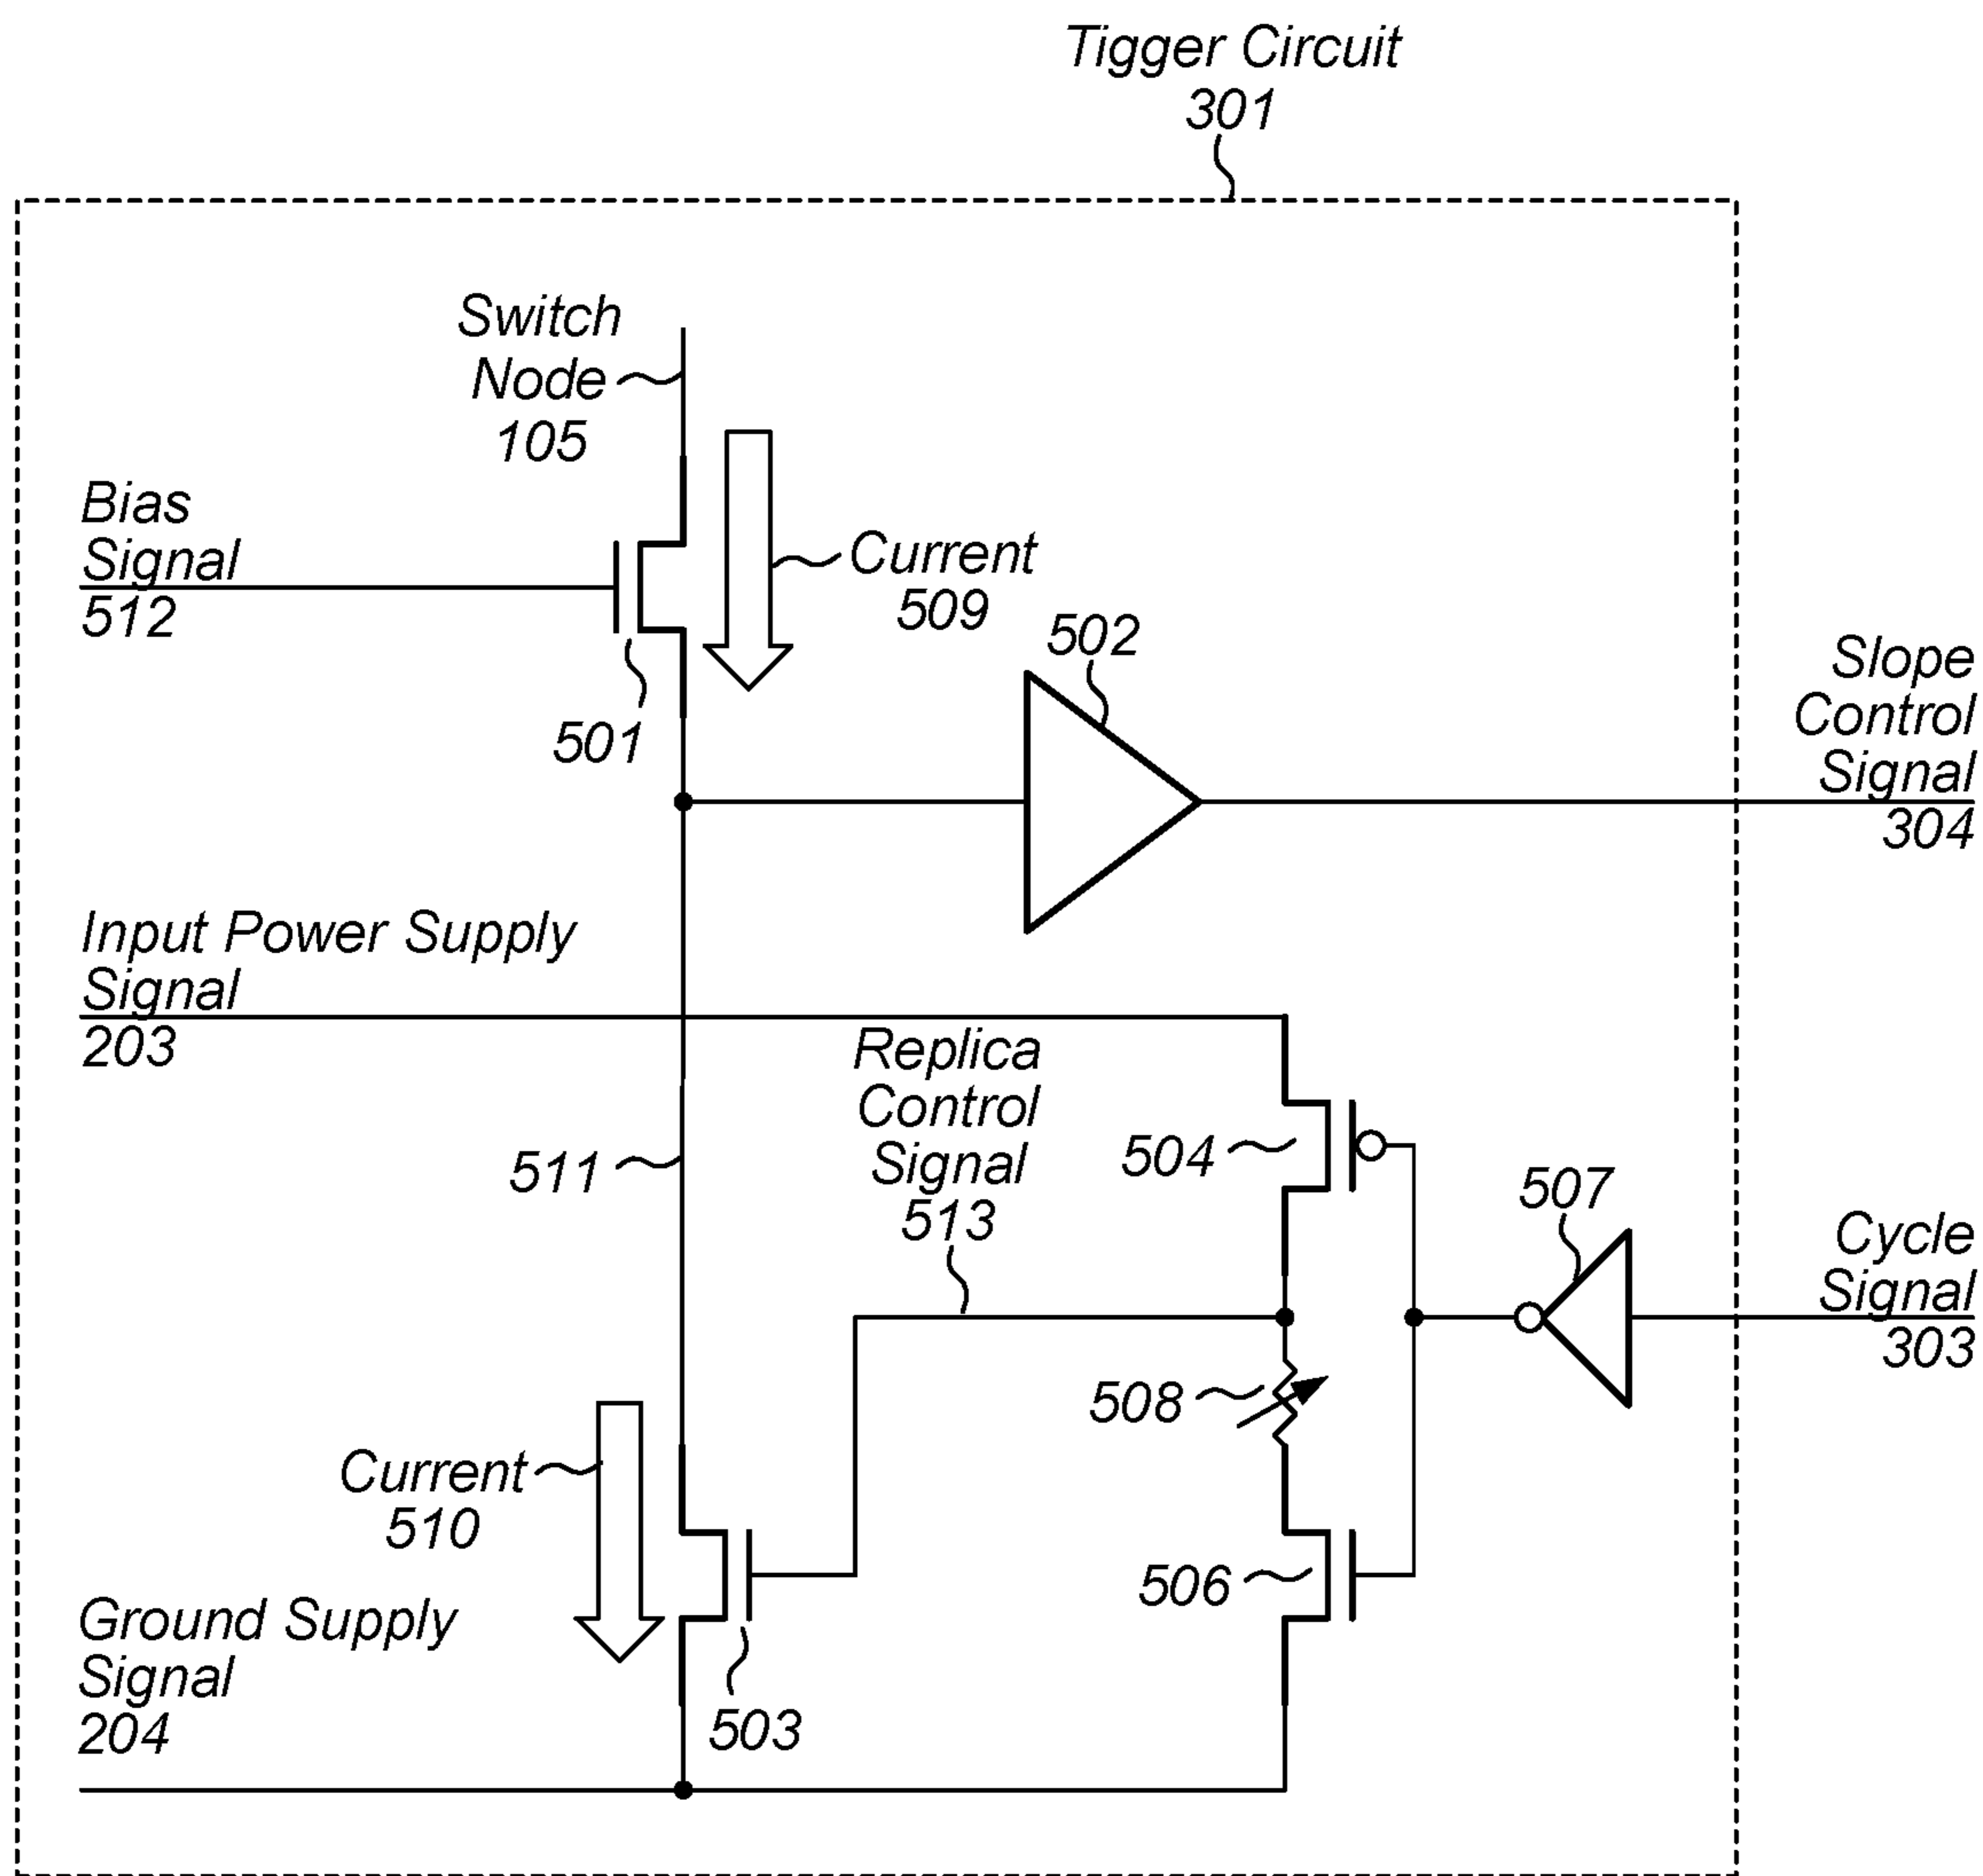 Tigger Circuit
301
Switch
Node
105
Bias
Signal
512
Current
509
501
502
Slope
Control
Signal
304
Input Power Supply
Signal
203
Replica
Control
Signal
513
504
511
507
Cycle
Signal
303
508
Current
510
506
Ground Supply
Signal
204
503